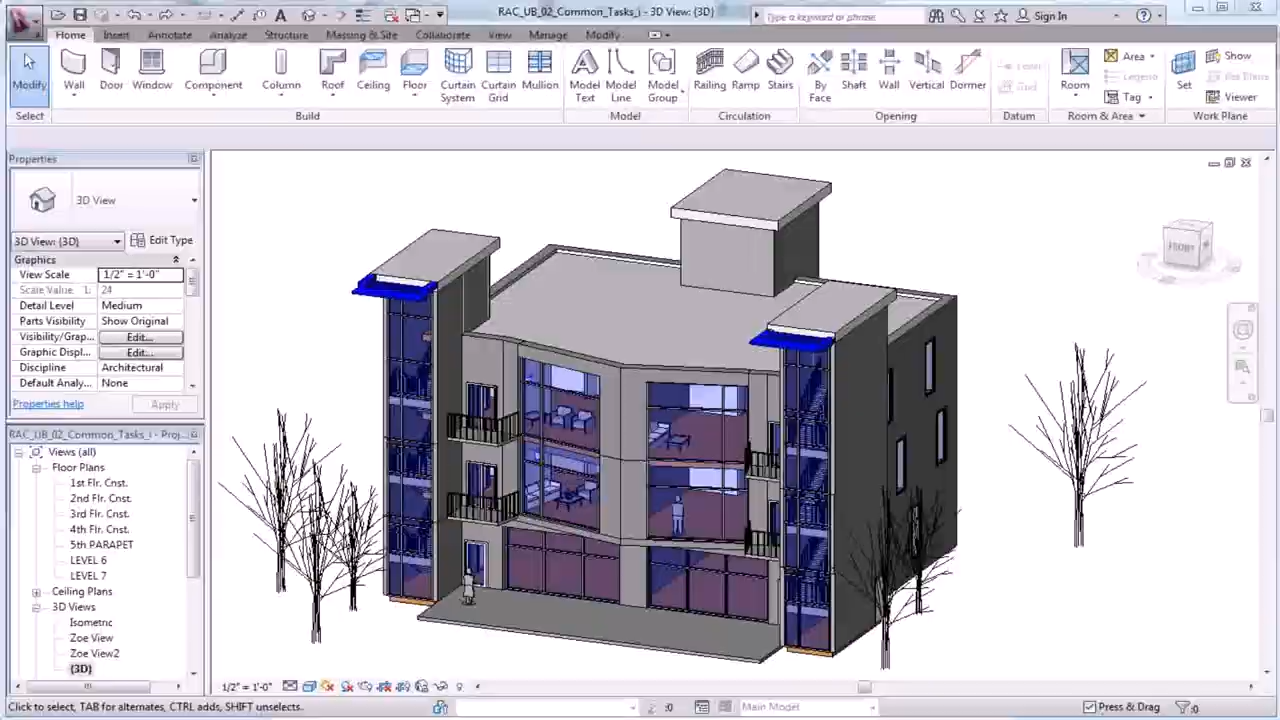 RAC_UB_02_Common_Tasks_i - 3D View: {3D}
Type a keyword or phrase
Sign In
Home Insert Annotate Analyze Structure Massing & Site Collaborate View Manage Modify
Modify Wall Door Window Component Column Roof Ceiling Floor Curtain System Curtain Grid Mullion Model Text Model Line Model Group Railing Ramp Stairs By Face Shaft Wall Vertical Dormer Level Grid Room Area Legend Tag Set Show Ref Plane Viewer
Select Build Model Circulation Opening Datum Room & Area Work Plane
Properties
3D View
3D View: {3D} Edit Type
Graphics
View Scale 1/2" = 1'-0"
Scale Value 1: 24
Detail Level Medium
Parts Visibility Show Original
Visibility/Grap... Edit...
Graphic Displ... Edit...
Discipline Architectural
Default Analy... None
Properties help Apply
RAC_UB_02_Common_Tasks_i - Proj...
Views (all)
Floor Plans
1st Flr. Cnst.
2nd Flr. Cnst.
3rd Flr. Cnst.
4th Flr. Cnst.
5th PARAPET
LEVEL 6
LEVEL 7
Ceiling Plans
3D Views
Isometric
Zoe View
Zoe View2
{3D}
FRONT
1/2" = 1'-0"
Click to select, TAB for alternates, CTRL adds, SHIFT unselects.
:0
Main Model
Press & Drag
:0